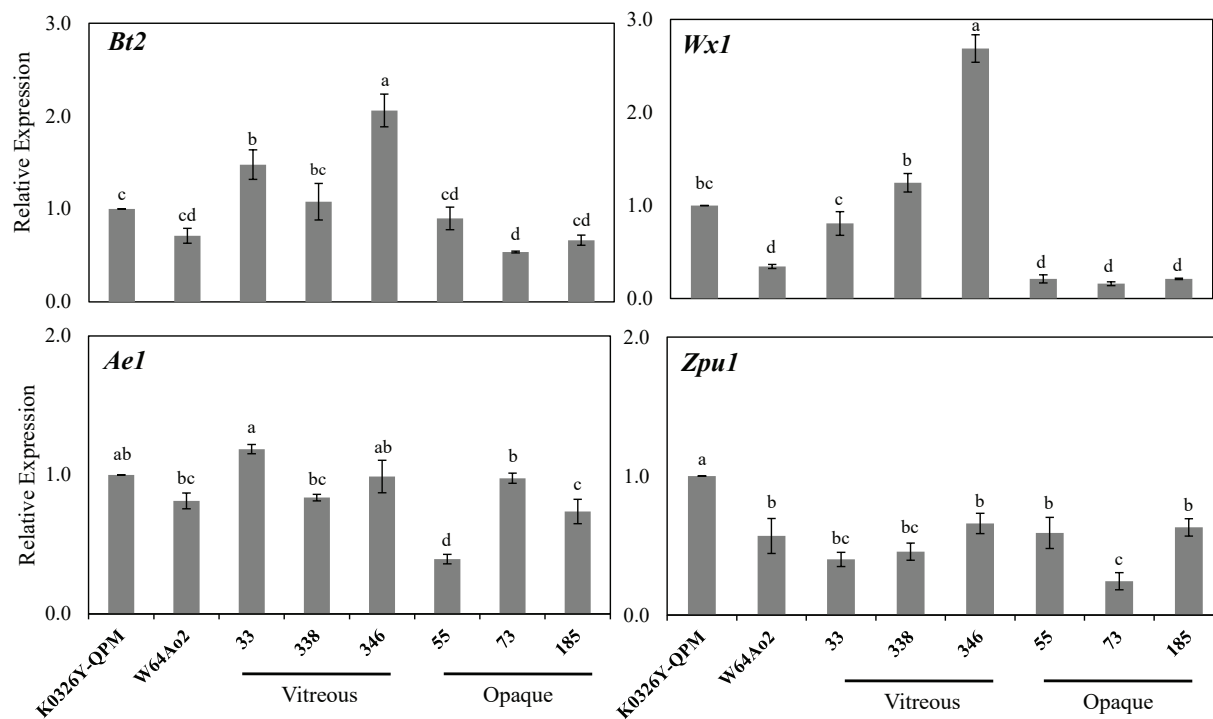 Bt2
Relative Expression
3.0
2.0
1.0
0.0
c
cd
b
bc
a
cd
d
cd
Wx1
3.0
2.0
1.0
0.0
bc
d
c
b
a
d
d
d
Ae1
Relative Expression
2.0
1.0
0.0
ab
bc
a
bc
ab
d
b
c
K0326Y-QPM
W64Ao2
33
338
346
55
73
185
Vitreous
Opaque
Zpu1
2.0
1.0
0.0
a
b
bc
bc
b
b
c
b
K0326Y-QPM
W64Ao2
33
338
346
55
73
185
Vitreous
Opaque